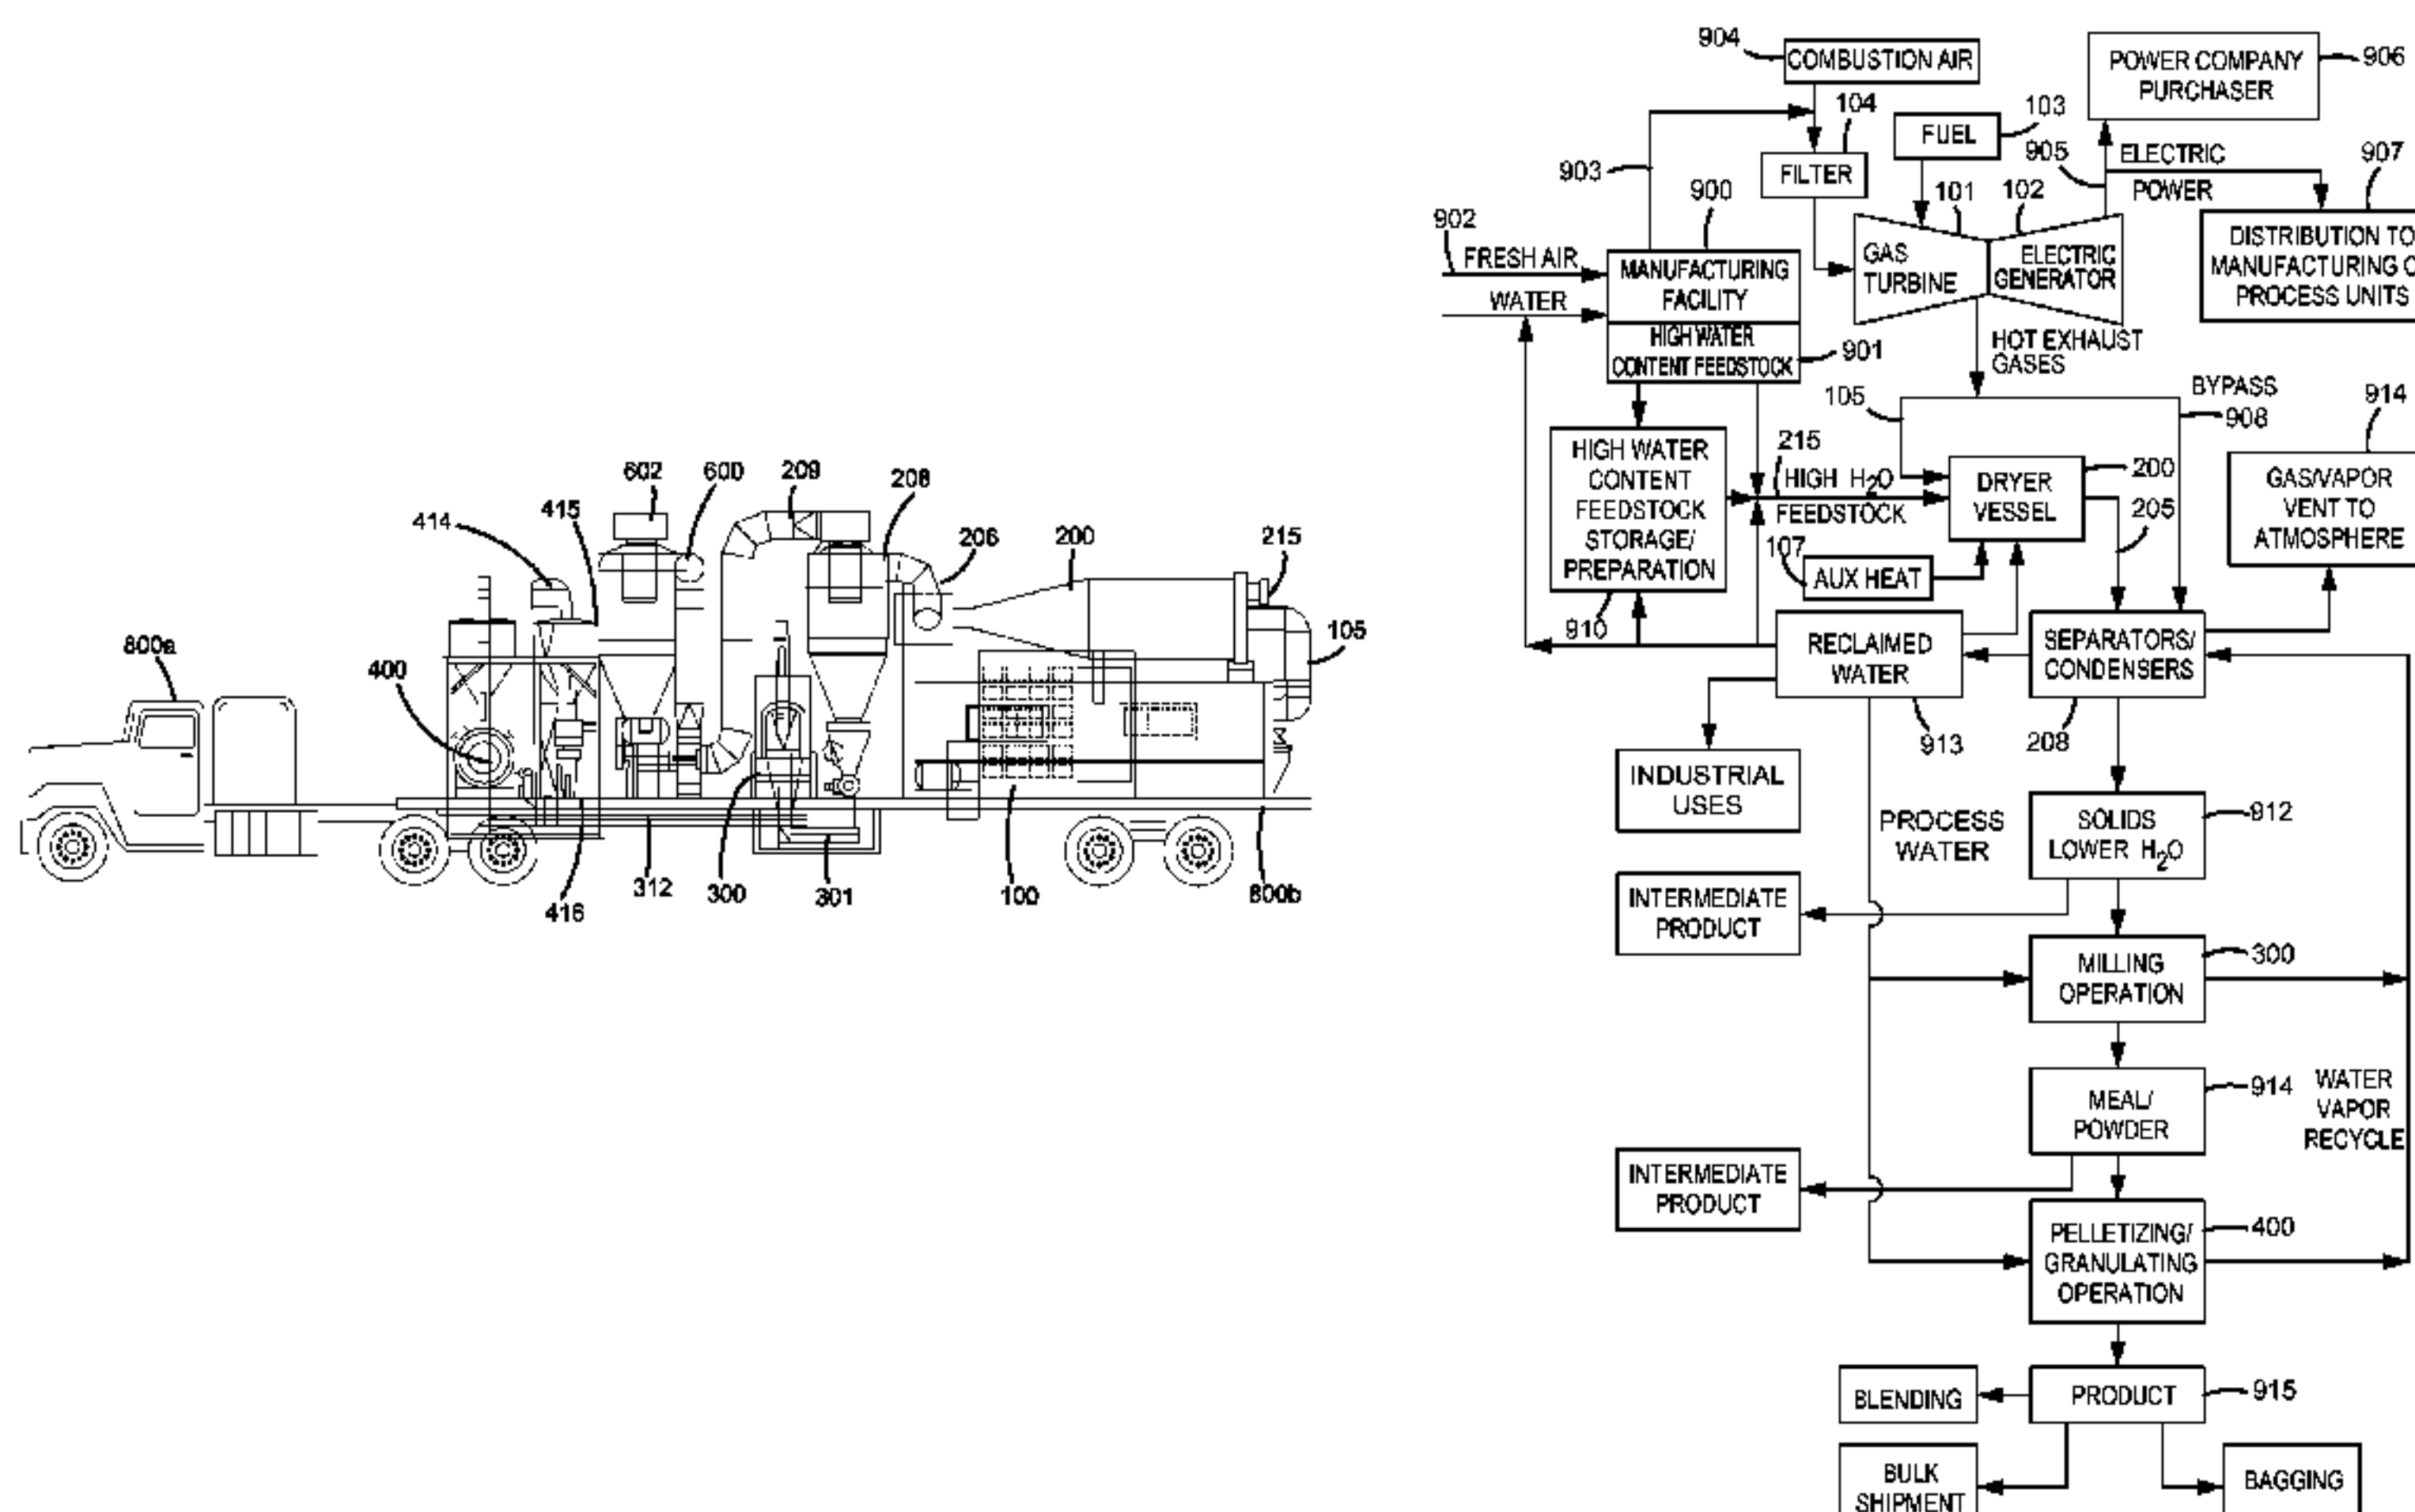 602
600
209
208
414
415
206
200
215
105
800a
400
416
312
300
301
100
800b
904
COMBUSTION AIR
POWER COMPANY
PURCHASER
906
104
103
FUEL
903
FILTER
905
ELECTRIC
POWER
907
900
101
102
902
FRESH AIR
WATER
MANUFACTURING
FACILITY
GAS
TURBINE
ELECTRIC
GENERATOR
DISTRIBUTION TO
MANUFACTURING
PROCESS UNITS
HIGH WATER
CONTENT FEEDSTOCK
901
HOT EXHAUST
GASES
105
BYPASS
908
914
HIGH WATER
CONTENT
FEEDSTOCK
STORAGE/
PREPARATION
215
HIGH H2O
FEEDSTOCK
DRYER
VESSEL
200
205
GAS/VAPOR
VENT TO
ATMOSPHERE
107
AUX HEAT
910
RECLAIMED
WATER
SEPARATORS/
CONDENSERS
913
208
INDUSTRIAL
USES
PROCESS
WATER
SOLIDS
LOWER H2O
912
INTERMEDIATE
PRODUCT
MILLING
OPERATION
300
MEAL/
POWDER
914
WATER
VAPOR
RECYCLE
INTERMEDIATE
PRODUCT
PELLETIZING/
GRANULATING
OPERATION
400
BLENDING
PRODUCT
915
BULK
SHIPMENT
BAGGING